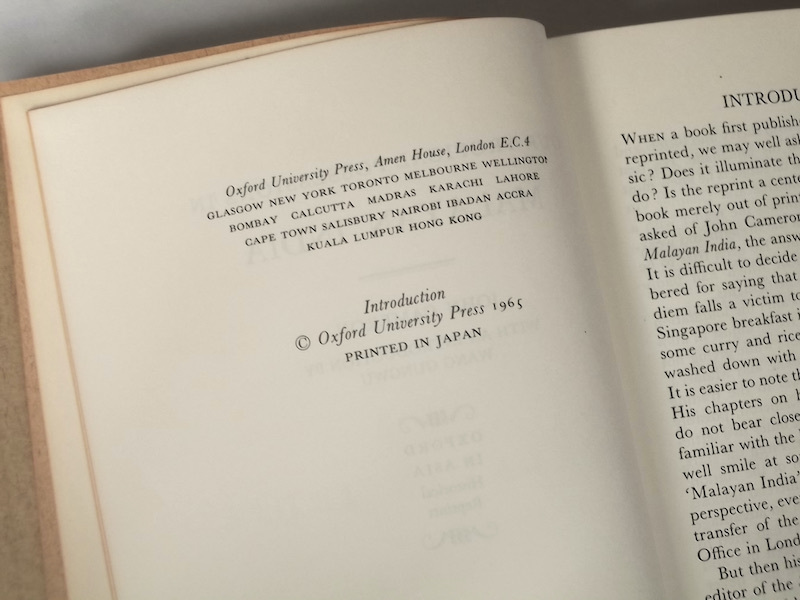 Oxford University Press, Amen House, London E.C.4
GLASGOW NEW YORK TORONTO MELBOURNE WELLINGTON
BOMBAY CALCUTTA MADRAS KARACHI LAHORE
CAPE TOWN SALISBURY NAIROBI IBADAN ACCRA
KUALA LUMPUR HONG KONG
Introduction
© Oxford University Press 1965
PRINTED IN JAPAN
INTRODU
WHEN a book first publish
reprinted, we may well ask
sic? Does it illuminate th
do? Is the reprint a cente
book merely out of prin
asked of John Cameron
Malayan India, the answ
It is difficult to decide
bered for saying that
diem falls a victim to
Singapore breakfast i
some curry and rice
washed down with
It is easier to note th
His chapters on h
do not bear close
familiar with the
well smile at so
'Malayan India'
perspective, eve
transfer of the
Office in Lond
But then his
editor of the